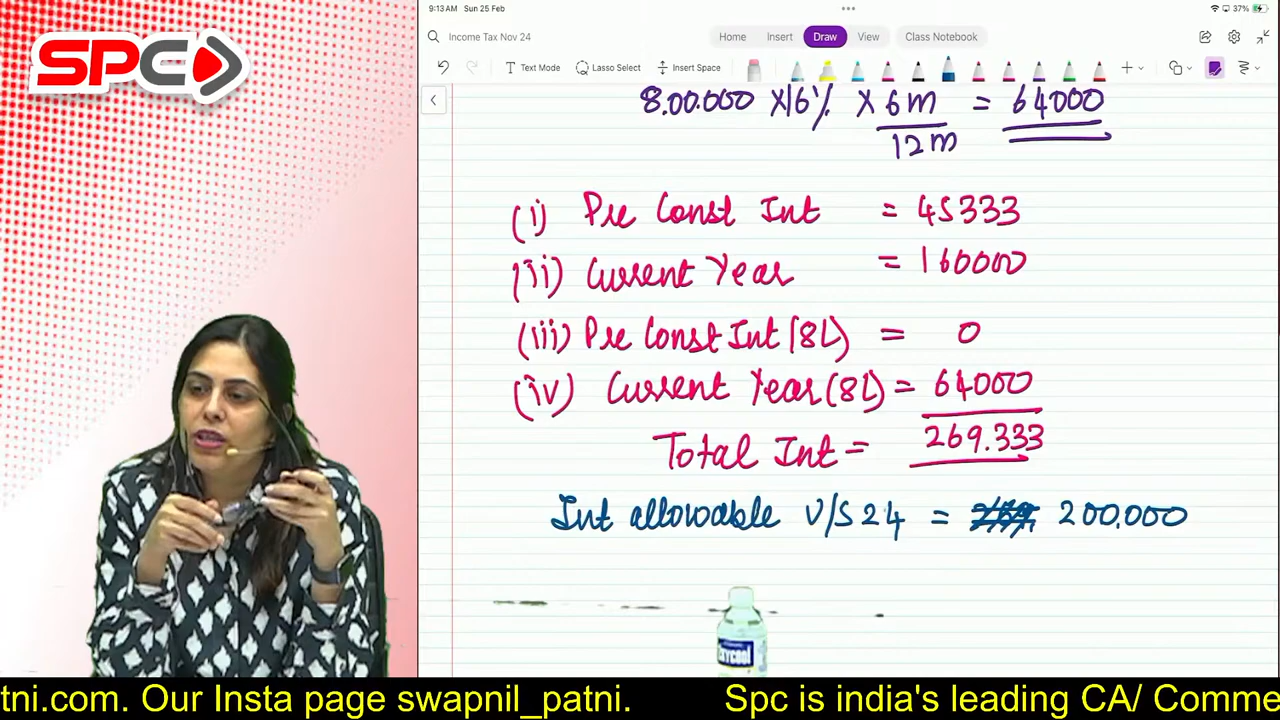 9:13 AM Sun 25 Feb
37%
SPC
Income Tax Nov 24
Home Insert Draw View Class Notebook
Text Mode Lasso Select Insert Space
8.00.000 X16% X 6m/12m = 64000
(i) Pre Const Int = 45333
(ii) Current Year = 160000
(iii) Pre Const Int (8L) = 0
(iv) Current Year (8L) = 64000
Total Int = 269.333
Int allowable U/S 24 = 200.000
tni.com. Our Insta page swapnil_patni. Spc is india's leading CA/ Comme